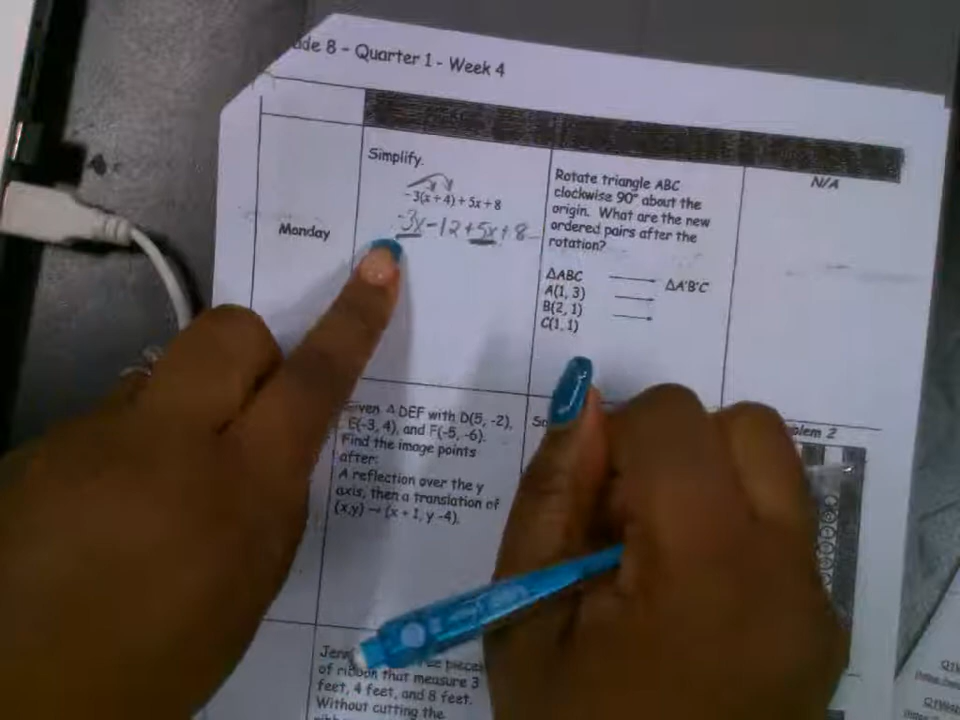 8 - Quarter 1 - Week 4
Monday
Simplify.
-3(x + 4) + 5x + 8
-3x - 12 + 5x + 8
Rotate triangle ABC
clockwise 90° about the
origin. What are the new
ordered pairs after the
rotation?
ΔABC ΔA'B'C'
A(1, 3)
B(2, 1)
C(1, 1)
N/A
Δ DEF with D(5, -2),
E(-3, 4), and F(-5, -6).
Find the image points
after:
A reflection over the y
axis, then a translation of
(x,y) → (x + 1, y -4).
2
of ribbon that measure 3
feet, 4 feet, and 8 feet.
Without cutting the